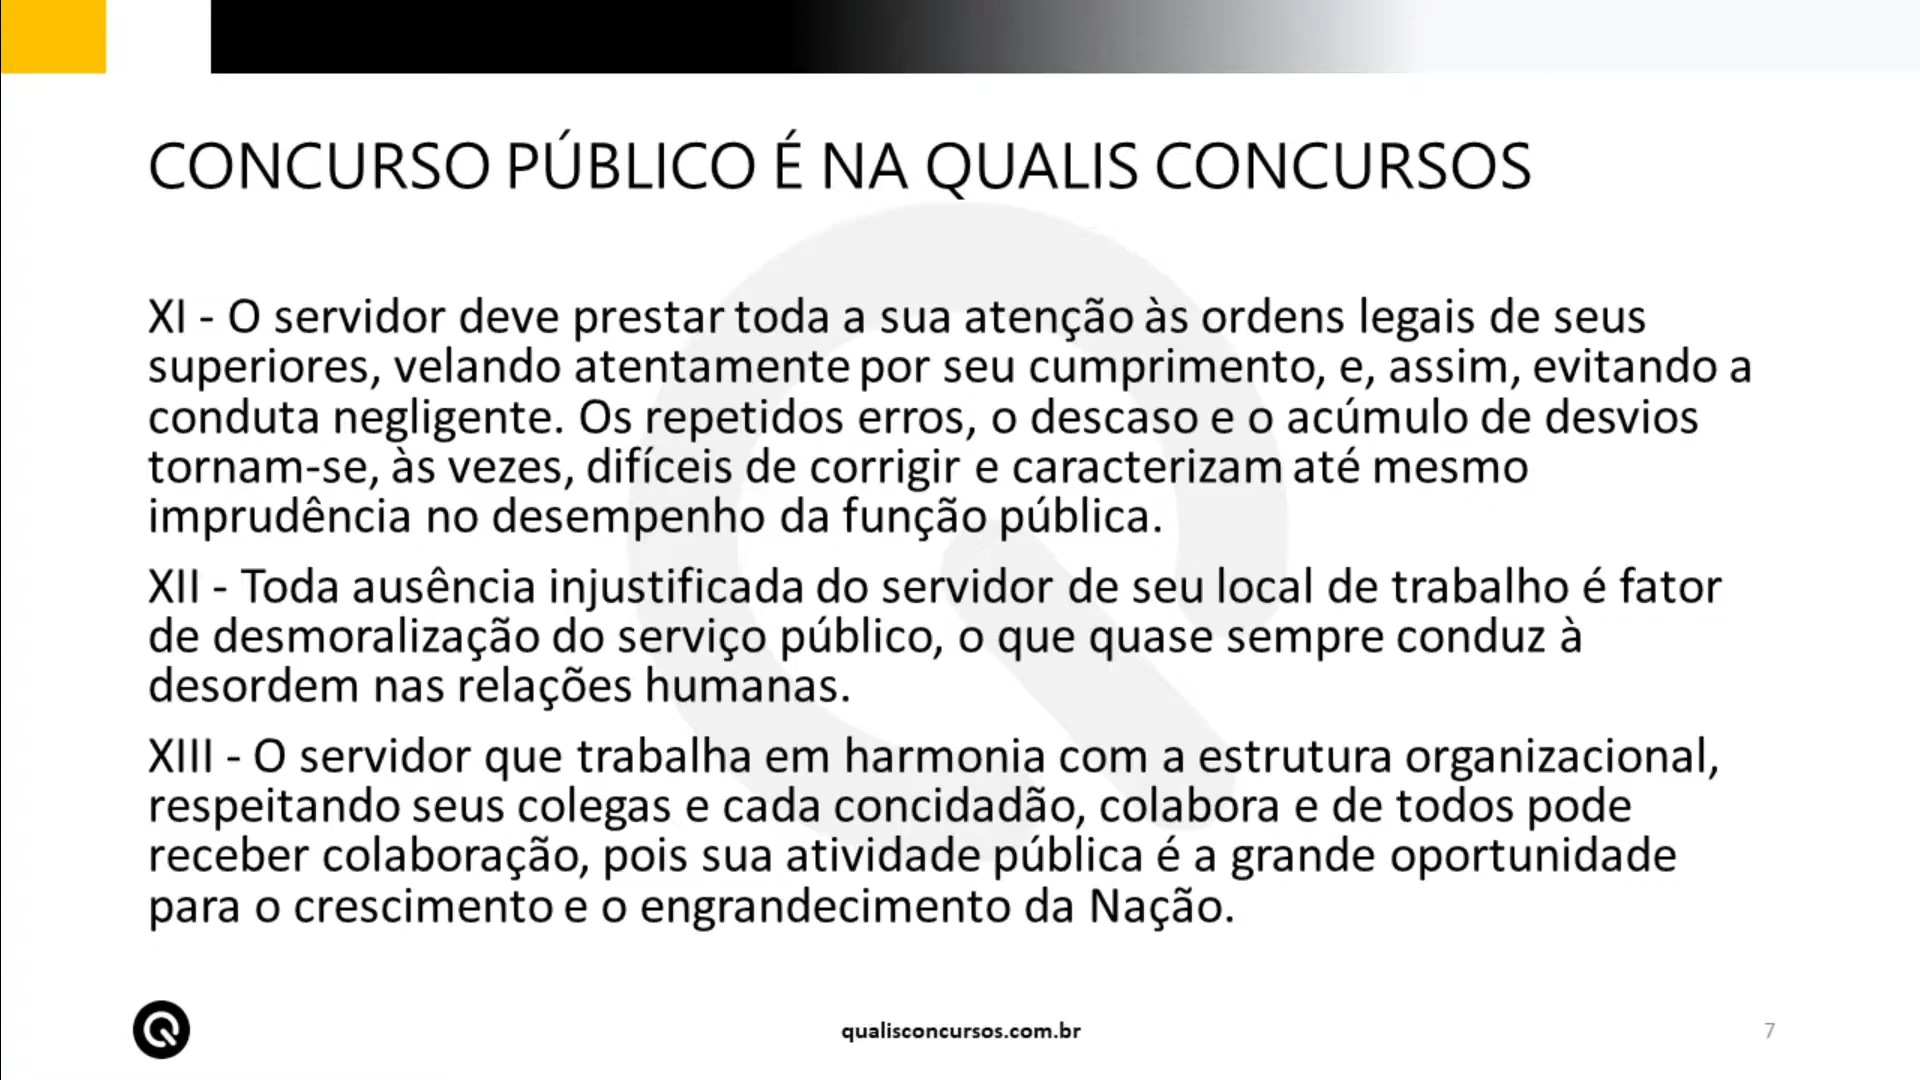 CONCURSO PÚBLICO É NA QUALIS CONCURSOS
XI - O servidor deve prestar toda a sua atenção às ordens legais de seus
superiores, velando atentamente por seu cumprimento, e, assim, evitando a
conduta negligente. Os repetidos erros, o descaso e o acúmulo de desvios
tornam-se, às vezes, difíceis de corrigir e caracterizam até mesmo
imprudência no desempenho da função pública.
XII - Toda ausência injustificada do servidor de seu local de trabalho é fator
de desmoralização do serviço público, o que quase sempre conduz à
desordem nas relações humanas.
XIII - O servidor que trabalha em harmonia com a estrutura organizacional,
respeitando seus colegas e cada concidadão, colabora e de todos pode
receber colaboração, pois sua atividade pública é a grande oportunidade
para o crescimento e o engrandecimento da Nação.
qualisconcursos.com.br
7